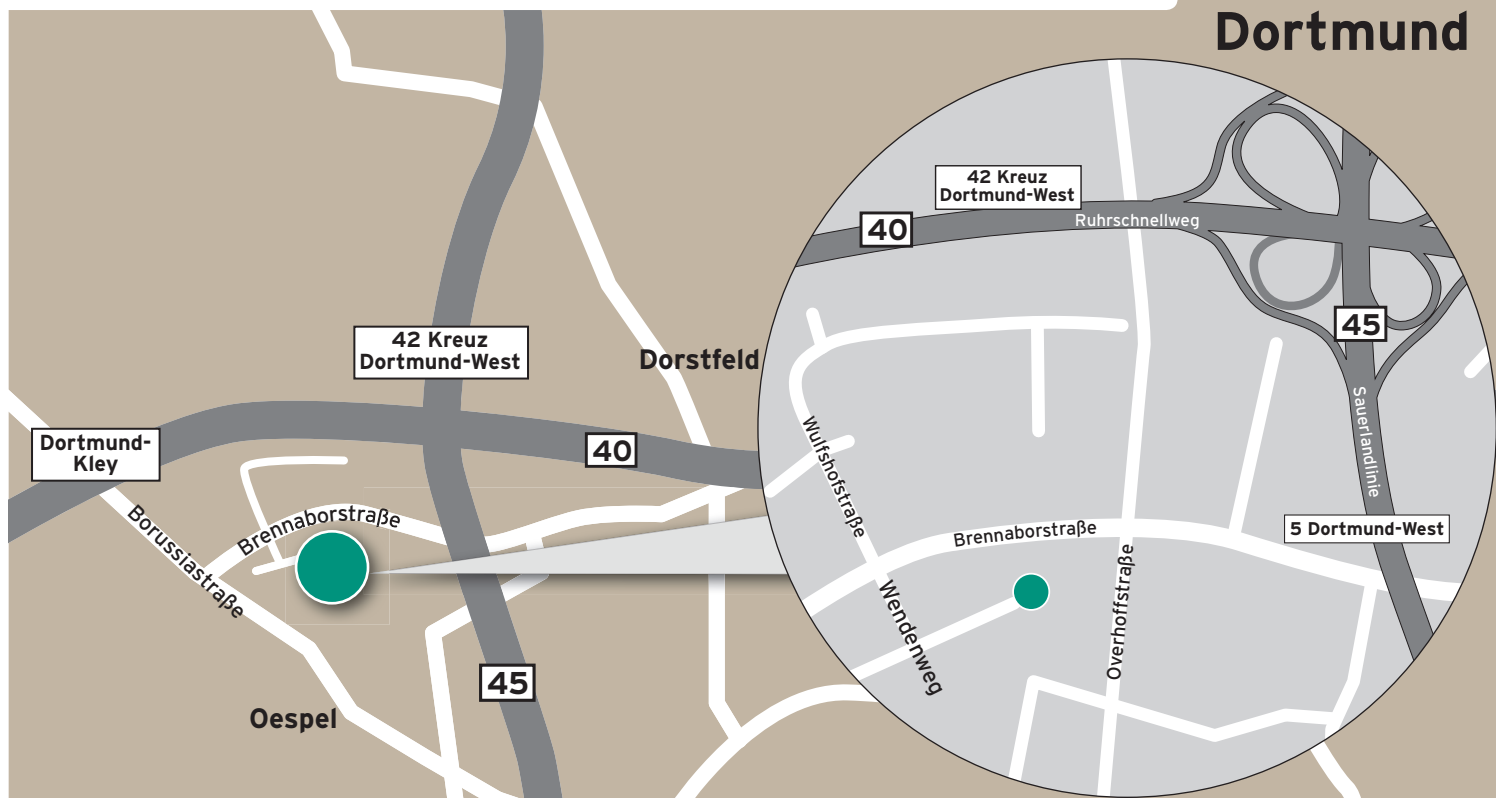 Dortmund
42 Kreuz
Dortmund-West
40
Ruhrschnellweg
45
42 Kreuz
Dortmund-West
Dorstfeld
Sauerlandlinie
Dortmund-
Kley
40
Wulfshofstraße
Borussiastraße
Brennaborstraße
Brennaborstraße
5 Dortmund-West
Overhoffstraße
Wendenweg
45
Oespel